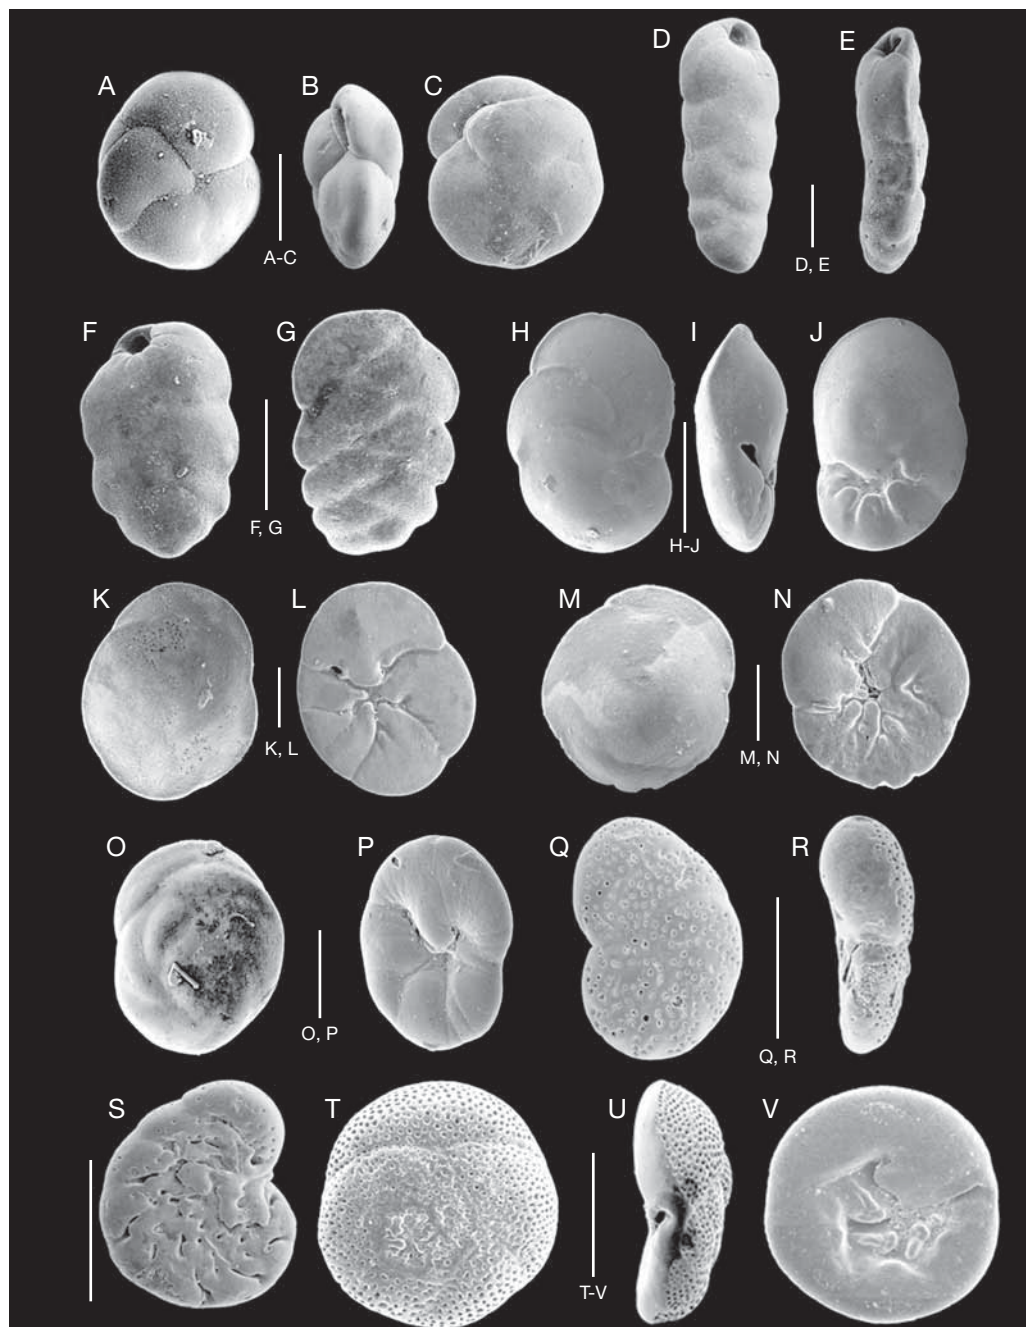 A B C D E
A-C
D, E
F G H I J
F, G
H-J
K L M N
K, L
M, N
O P Q R
O, P
Q, R
S T U V
T-V